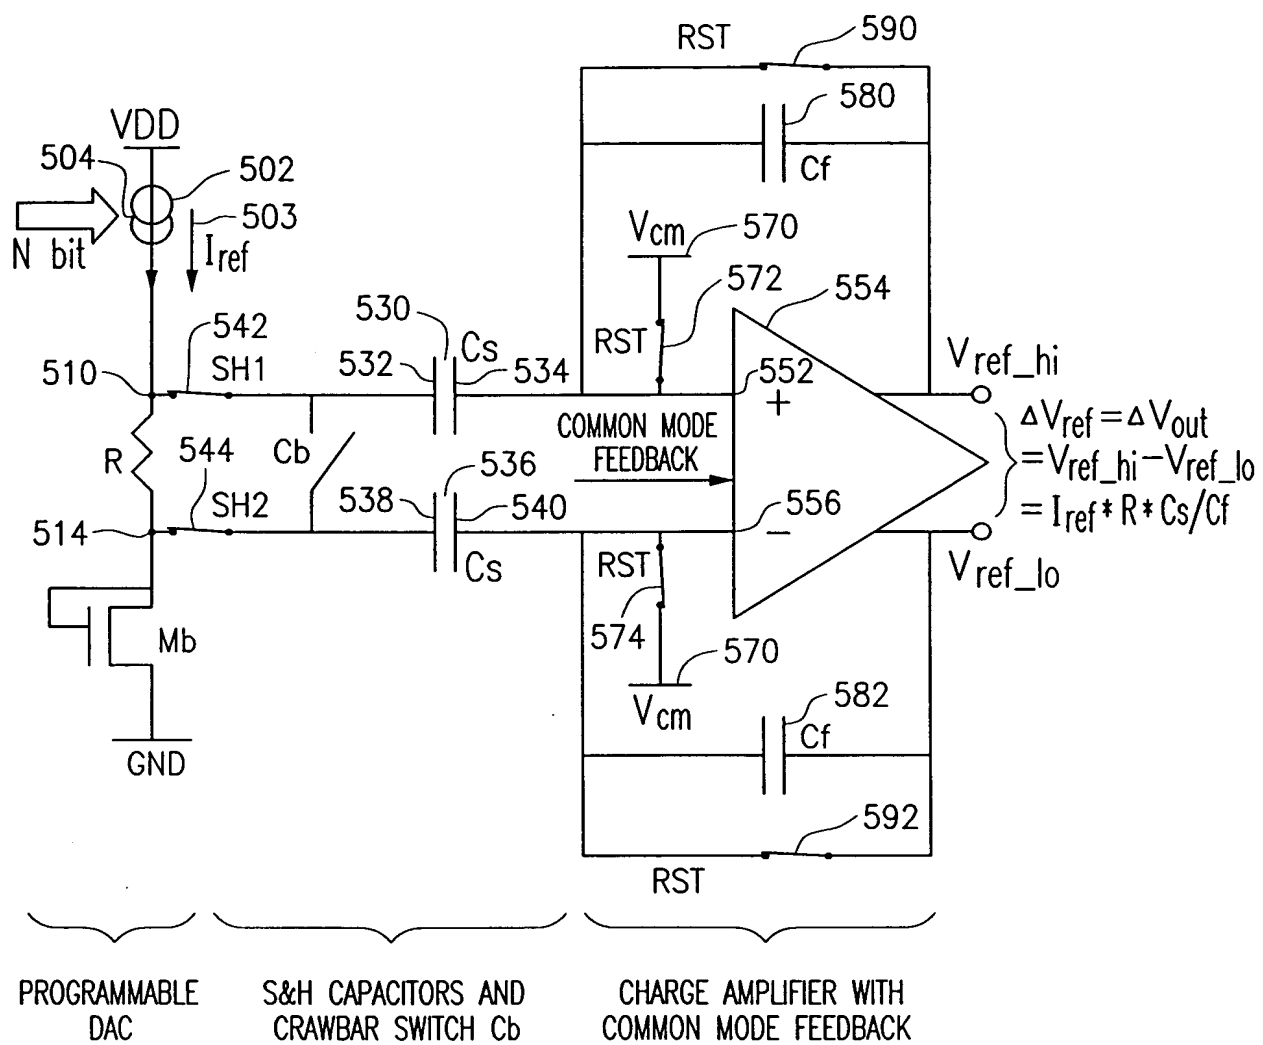 RST
590
580
Cf
VDD
504
502
503
N bit
Iref
Vcm
570
572
554
542
530
Cs
RST
510
SH1
532
534
552
Vref_hi
+
COMMON MODE
FEEDBACK
ΔVref = ΔVout
= Vref_hi – Vref_lo
= Iref * R * Cs/Cf
R
544
Cb
536
538
540
556
–
514
SH2
Cs
RST
Vref_lo
574
Mb
570
Vcm
582
Cf
GND
592
RST
PROGRAMMABLE
DAC
S&H CAPACITORS AND
CRAWBAR SWITCH Cb
CHARGE AMPLIFIER WITH
COMMON MODE FEEDBACK